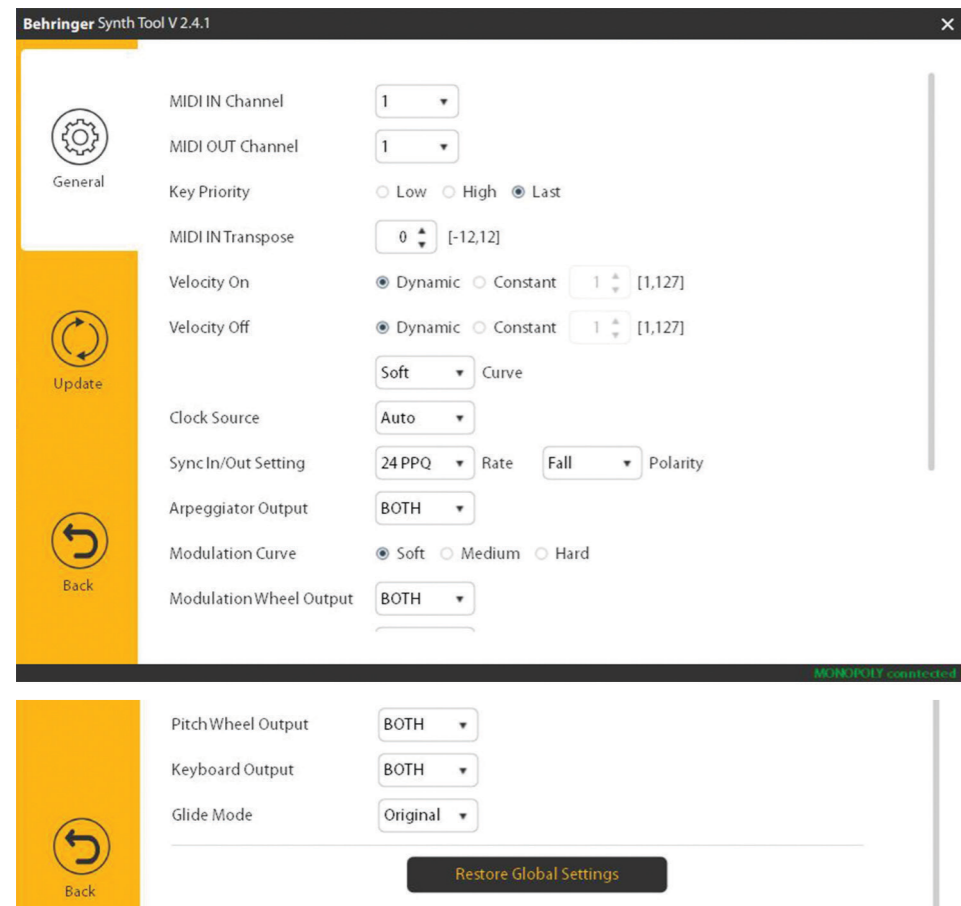 Behringer Synth Tool V 2.4.1
General
Update
Back
MIDI IN Channel 1
MIDI OUT Channel 1
Key Priority Low High Last
MIDI IN Transpose 0 [-12,12]
Velocity On Dynamic Constant 1 [1,127]
Velocity Off Dynamic Constant 1 [1,127]
Soft Curve
Clock Source Auto
Sync In/Out Setting 24 PPQ Rate Fall Polarity
Arpeggiator Output BOTH
Modulation Curve Soft Medium Hard
Modulation Wheel Output BOTH
MONOPOLY conntected
Pitch Wheel Output BOTH
Keyboard Output BOTH
Glide Mode Original
Restore Global Settings
Back